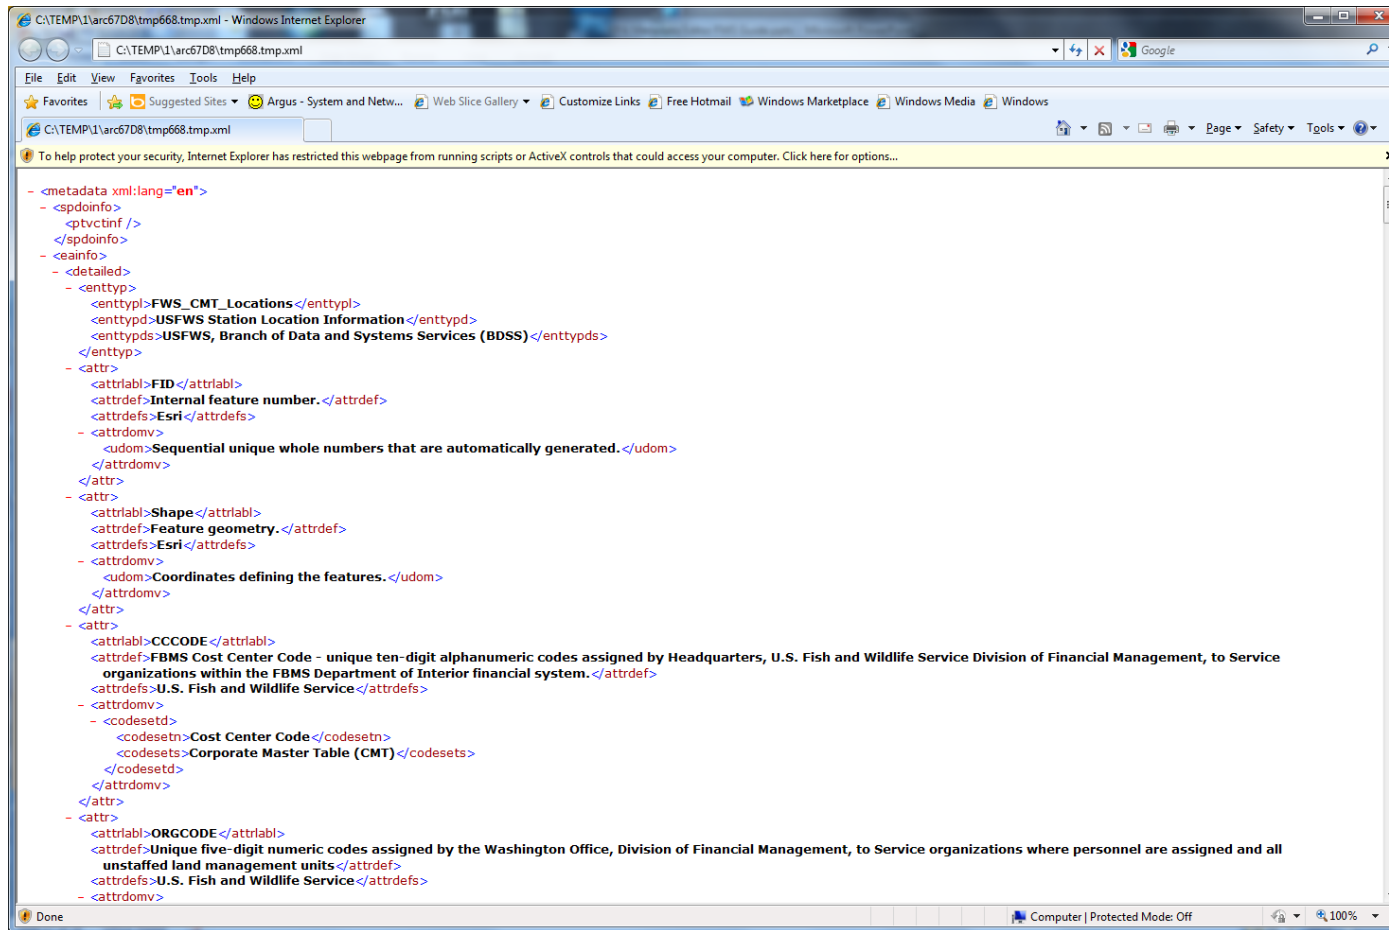 C:\TEMP\1\arc67D8\tmp668.tmp.xml - Windows Internet Explorer
C:\TEMP\1\arc67D8\tmp668.tmp.xml
Google
File Edit View Favorites Tools Help
Favorites Suggested Sites Argus - System and Netw... Web Slice Gallery Customize Links Free Hotmail Windows Marketplace Windows Media Windows
C:\TEMP\1\arc67D8\tmp668.tmp.xml Page Safety Tools
To help protect your security, Internet Explorer has restricted this webpage from running scripts or ActiveX controls that could access your computer. Click here for options...
- <metadata xml:lang="en">
- <spdoinfo>
<ptvctinf />
</spdoinfo>
- <eainfo>
- <detailed>
- <enttyp>
<enttypl>FWS_CMT_Locations</enttypl>
<enttypd>USFWS Station Location Information</enttypd>
<enttypds>USFWS, Branch of Data and Systems Services (BDSS)</enttypds>
</enttyp>
- <attr>
<attrlabl>FID</attrlabl>
<attrdef>Internal feature number.</attrdef>
<attrdefs>Esri</attrdefs>
- <attrdomv>
<udom>Sequential unique whole numbers that are automatically generated.</udom>
</attrdomv>
</attr>
- <attr>
<attrlabl>Shape</attrlabl>
<attrdef>Feature geometry.</attrdef>
<attrdefs>Esri</attrdefs>
- <attrdomv>
<udom>Coordinates defining the features.</udom>
</attrdomv>
</attr>
- <attr>
<attrlabl>CCCODE</attrlabl>
<attrdef>FBMS Cost Center Code - unique ten-digit alphanumeric codes assigned by Headquarters, U.S. Fish and Wildlife Service Division of Financial Management, to Service
organizations within the FBMS Department of Interior financial system.</attrdef>
<attrdefs>U.S. Fish and Wildlife Service</attrdefs>
- <attrdomv>
- <codesetd>
<codesetn>Cost Center Code</codesetn>
<codesets>Corporate Master Table (CMT)</codesets>
</codesetd>
</attrdomv>
</attr>
- <attr>
<attrlabl>ORGCODE</attrlabl>
<attrdef>Unique five-digit numeric codes assigned by the Washington Office, Division of Financial Management, to Service organizations where personnel are assigned and all
unstaffed land management units</attrdef>
<attrdefs>U.S. Fish and Wildlife Service</attrdefs>
- <attrdomv>
Done Computer | Protected Mode: Off 100%